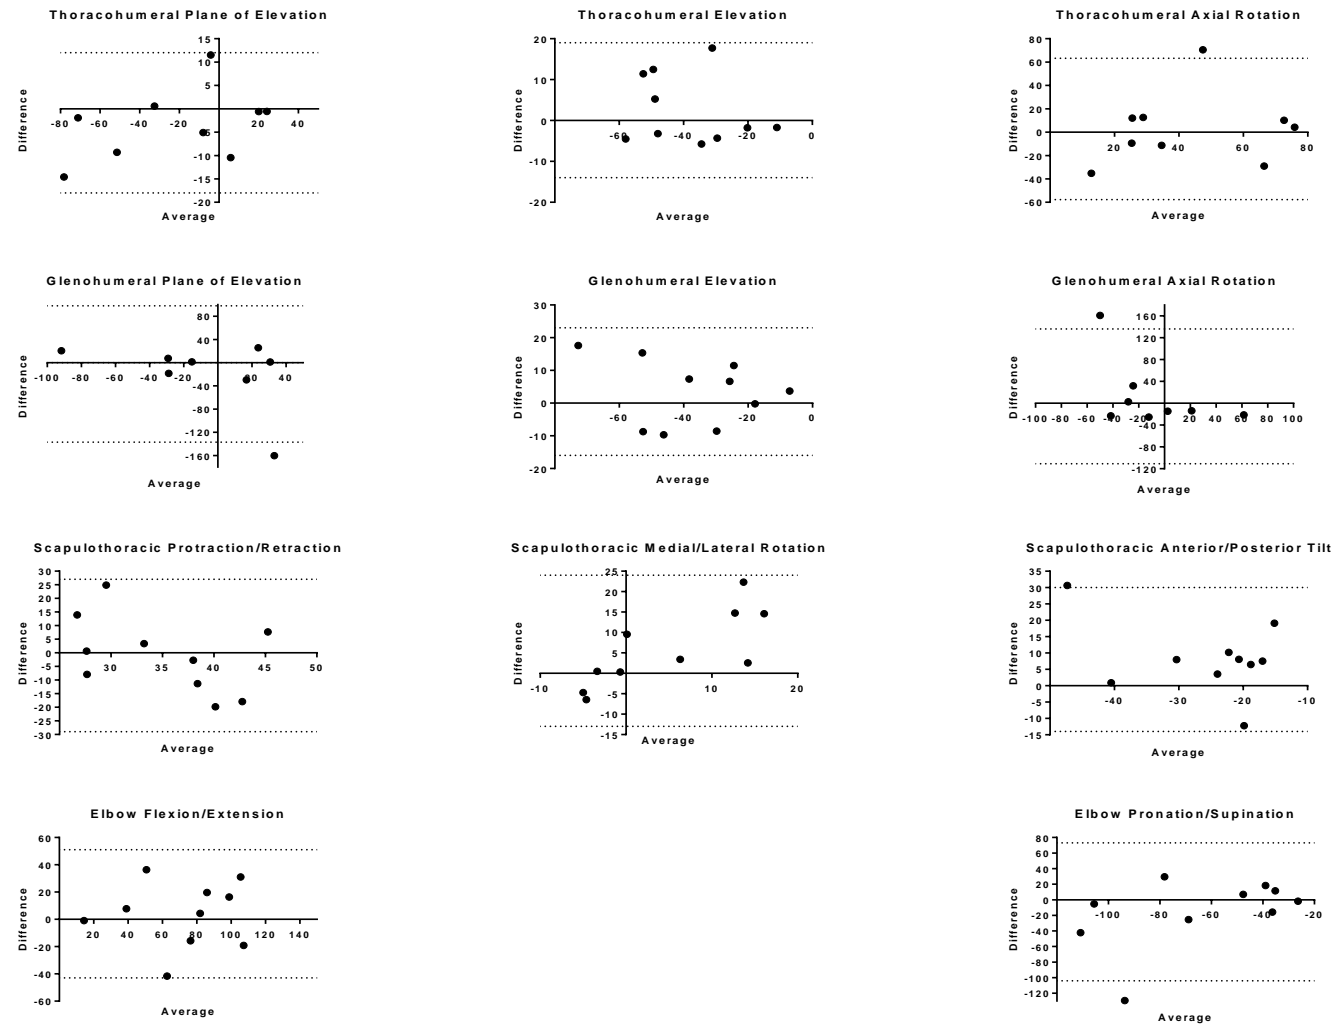 Thoracohumeral Plane of Elevation
15
10
5
-80 -60 -40 -20 20 40
-5
-10
-15
-20
Difference
Average
Thoracohumeral Elevation
20
10
0
-60 -40 -20 0
-10
-20
Difference
Average
Thoracohumeral Axial Rotation
80
60
40
20
0
20 40 60 80
-20
-40
-60
Difference
Average
Glenohumeral Plane of Elevation
80
40
-100 -80 -60 -40 -20 20 40
-40
-80
-120
-160
Difference
Average
Glenohumeral Elevation
30
20
10
0
-60 -40 -20 0
-10
-20
Difference
Average
Glenohumeral Axial Rotation
160
120
80
40
-100 -80 -60 -40 -20 20 40 60 80 100
-40
-80
-120
Difference
Average
Scapulothoracic Protraction/Retraction
30
25
20
15
10
5
0
30 35 40 45 50
-5
-10
-15
-20
-25
-30
Difference
Average
Scapulothoracic Medial/Lateral Rotation
25
20
15
10
5
-10 10 20
-5
-10
-15
Difference
Average
Scapulothoracic Anterior/Posterior Tilt
35
30
25
20
15
10
5
0
-40 -30 -20 -10
-5
-10
-15
Difference
Average
Elbow Flexion/Extension
60
40
20
0
20 40 60 80 100 120 140
-20
-40
-60
Difference
Average
Elbow Pronation/Supination
80
60
40
20
0
-100 -80 -60 -40 -20
-20
-40
-60
-80
-100
-120
Difference
Average